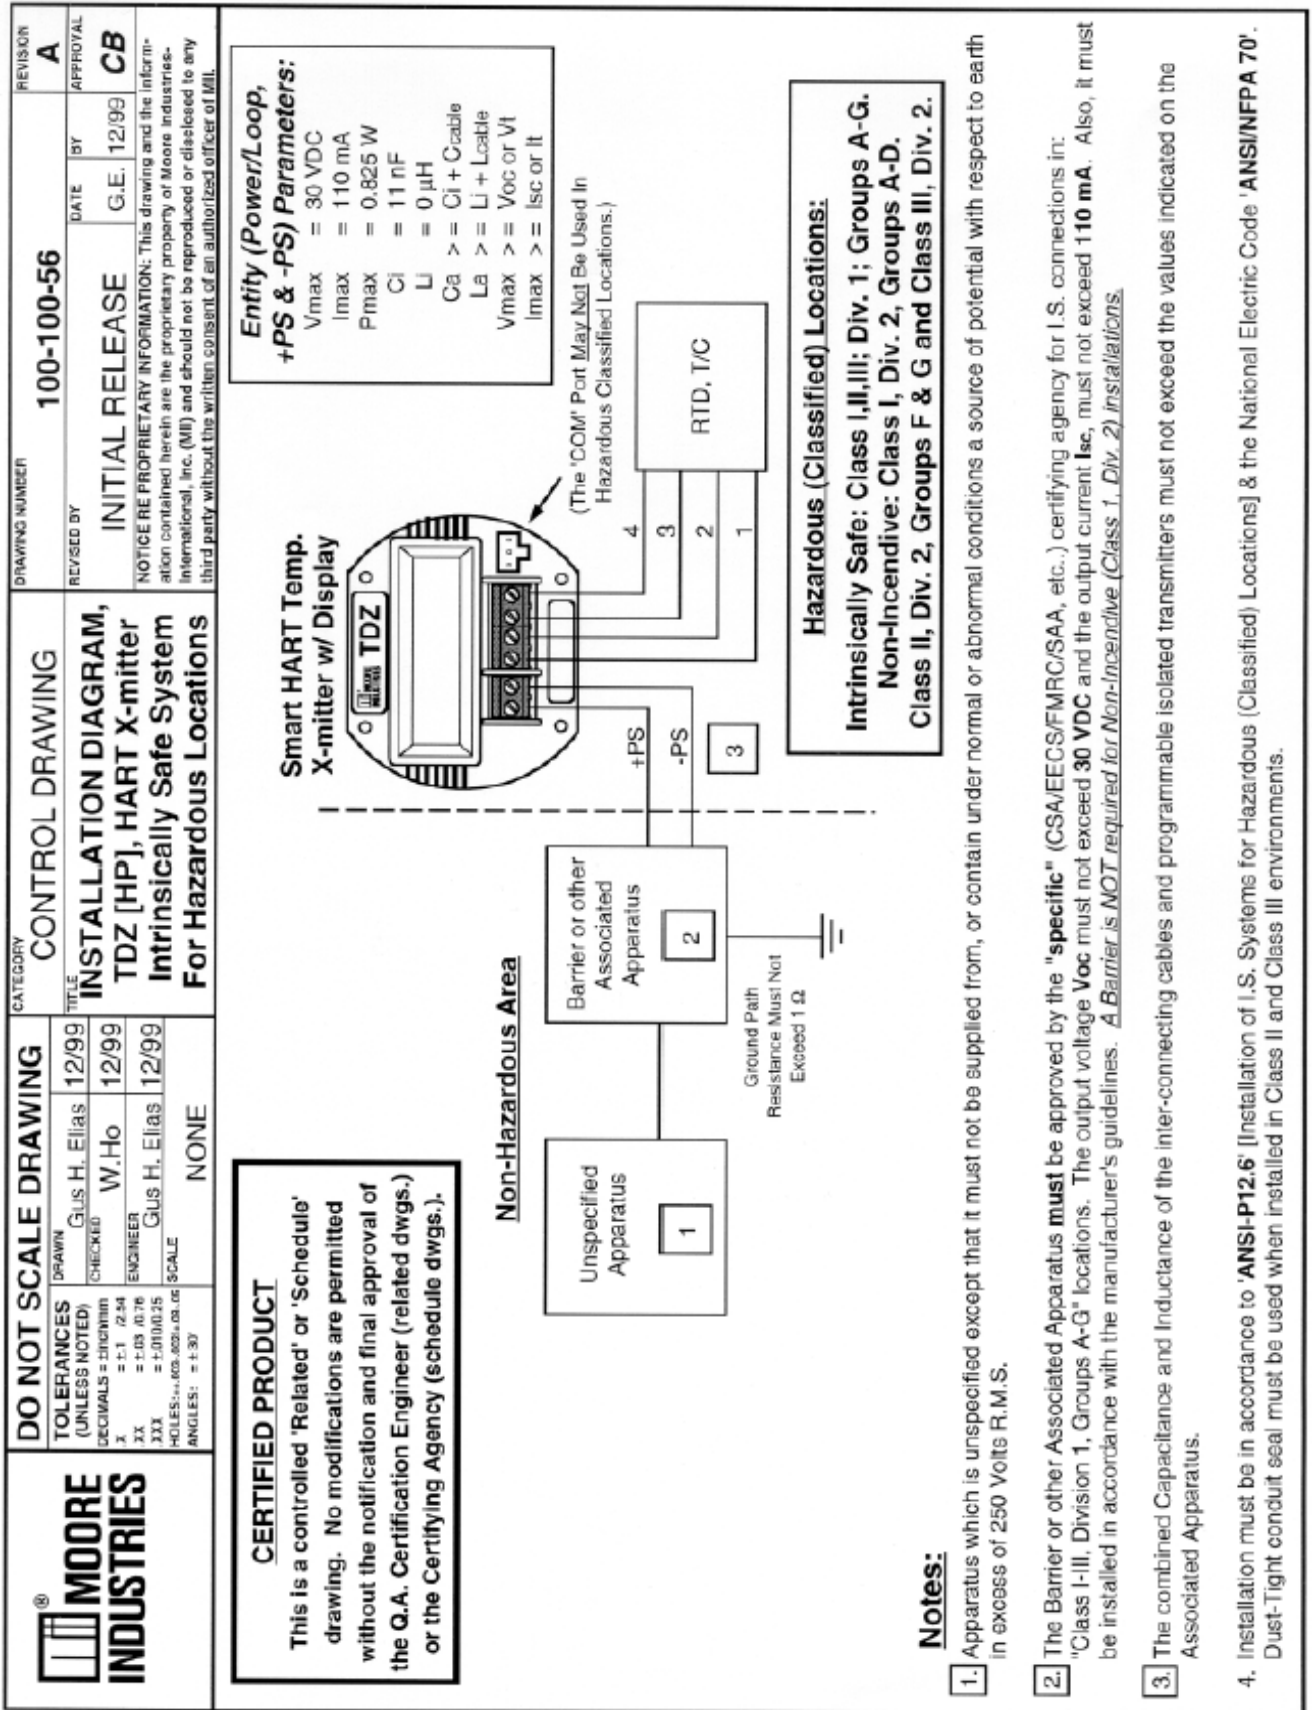 MOORE
INDUSTRIES
®
DO NOT SCALE DRAWING
TOLERANCES
(UNLESS NOTED)
DECIMALS = ±inch/mm
.X = ±.1 /2.54
.XX = ±.03 /0.76
.XXX = ±.010/0.25
ANGLES: = ± 30'
DRAWN
Gus H. Elias 12/99
CHECKED
W.Ho 12/99
ENGINEER
Gus H. Elias 12/99
SCALE
NONE
CATEGORY
CONTROL DRAWING
TITLE
INSTALLATION DIAGRAM,
TDZ [HP], HART X-mitter
Intrinsically Safe System
For Hazardous Locations
DRAWING NUMBER
100-100-56
REVISION
A
REVISED BY
INITIAL RELEASE
DATE
G.E.
BY
12/99
APPROVAL
CB
NOTICE RE PROPRIETARY INFORMATION: This drawing and the inform-
ation contained herein are the proprietary property of Moore Industries-
International, Inc. (MII) and should not be reproduced or disclosed to any
third party without the written consent of an authorized officer of MII.
CERTIFIED PRODUCT
This is a controlled 'Related' or 'Schedule'
drawing. No modifications are permitted
without the notification and final approval of
the Q.A. Certification Engineer (related dwgs.)
or the Certifying Agency (schedule dwgs.).
Entity (Power/Loop,
+PS & -PS) Parameters:
Vmax = 30 VDC
Imax = 110 mA
Pmax = 0.825 W
Ci = 11 nF
Li = 0 µH
Ca >= Ci + Ccable
La >= Li + Lcable
Vmax >= Voc or Vt
Imax >= Isc or It
Smart HART Temp.
X-mitter w/ Display
TDZ
(The 'COM' Port May Not Be Used In
Hazardous Classified Locations.)
Non-Hazardous Area
Unspecified
Apparatus
1
Barrier or other
Associated
Apparatus
2
+PS
-PS
3
4
3
2
1
RTD, T/C
Ground Path
Resistance Must Not
Exceed 1 Ω
Hazardous (Classified) Locations:
Intrinsically Safe: Class I,II,III; Div. 1; Groups A-G.
Non-Incendive: Class I, Div. 2, Groups A-D.
Class II, Div. 2, Groups F & G and Class III, Div. 2.
Notes:
1. Apparatus which is unspecified except that it must not be supplied from, or contain under normal or abnormal conditions a source of potential with respect to earth
in excess of 250 Volts R.M.S.
2. The Barrier or other Associated Apparatus must be approved by the "specific" (CSA/EECS/FMRC/SAA, etc..) certifying agency for I.S. connections in:
"Class I-III, Division 1, Groups A-G" locations. The output voltage Voc must not exceed 30 VDC and the output current Isc, must not exceed 110 mA. Also, it must
be installed in accordance with the manufacturer's guidelines. A Barrier is NOT required for Non-Incendive (Class 1, Div. 2) installations.
3. The combined Capacitance and Inductance of the inter-connecting cables and programmable isolated transmitters must not exceed the values indicated on the
Associated Apparatus.
4. Installation must be in accordance to 'ANSI-P12.6' [Installation of I.S. Systems for Hazardous (Classified) Locations] & the National Electric Code 'ANSI/NFPA 70'.
Dust-Tight conduit seal must be used when installed in Class II and Class III environments.